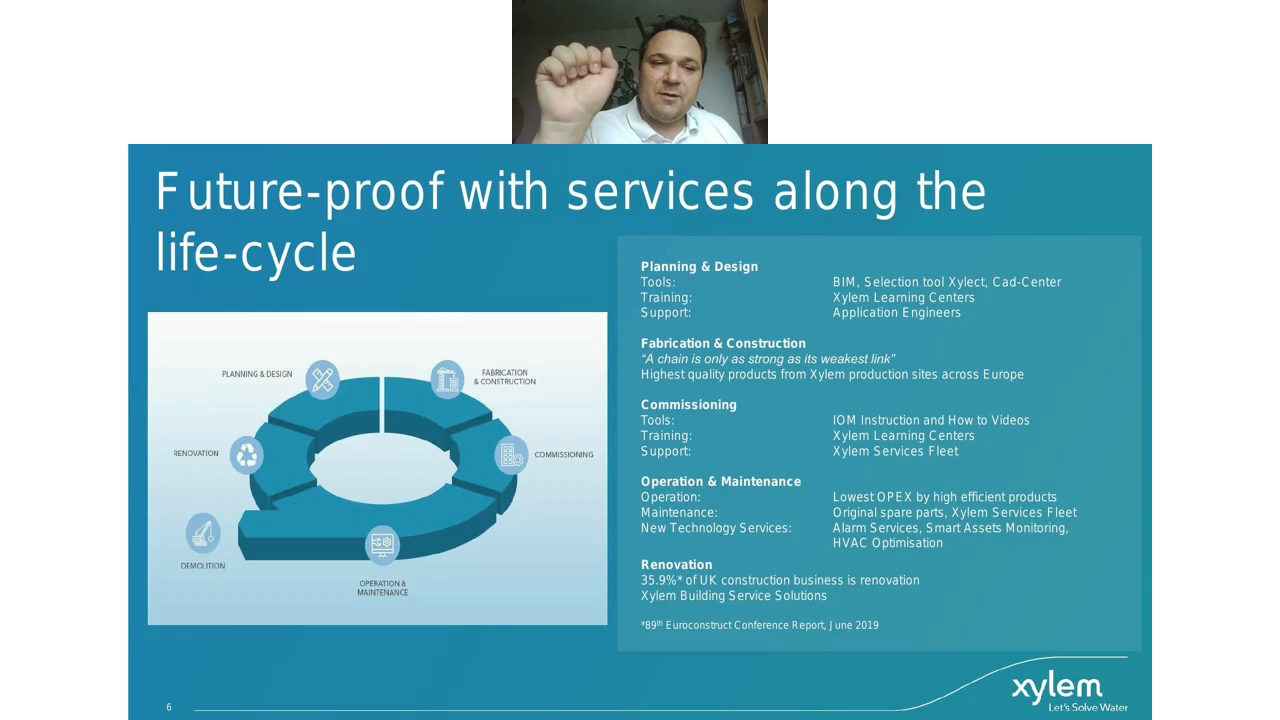 Future-proof with services along the
life-cycle
PLANNING & DESIGN
FABRICATION
& CONSTRUCTION
RENOVATION
COMMISSIONING
DEMOLITION
OPERATION &
MAINTENANCE
Planning & Design
Tools: BIM, Selection tool Xylect, Cad-Center
Training: Xylem Learning Centers
Support: Application Engineers
Fabrication & Construction
“A chain is only as strong as its weakest link”
Highest quality products from Xylem production sites across Europe
Commissioning
Tools: IOM Instruction and How to Videos
Training: Xylem Learning Centers
Support: Xylem Services Fleet
Operation & Maintenance
Operation: Lowest OPEX by high efficient products
Maintenance: Original spare parts, Xylem Services Fleet
New Technology Services: Alarm Services, Smart Assets Monitoring,
HVAC Optimisation
Renovation
35.9%* of UK construction business is renovation
Xylem Building Service Solutions
*89th Euroconstruct Conference Report, June 2019
6
xylem
Let's Solve Water